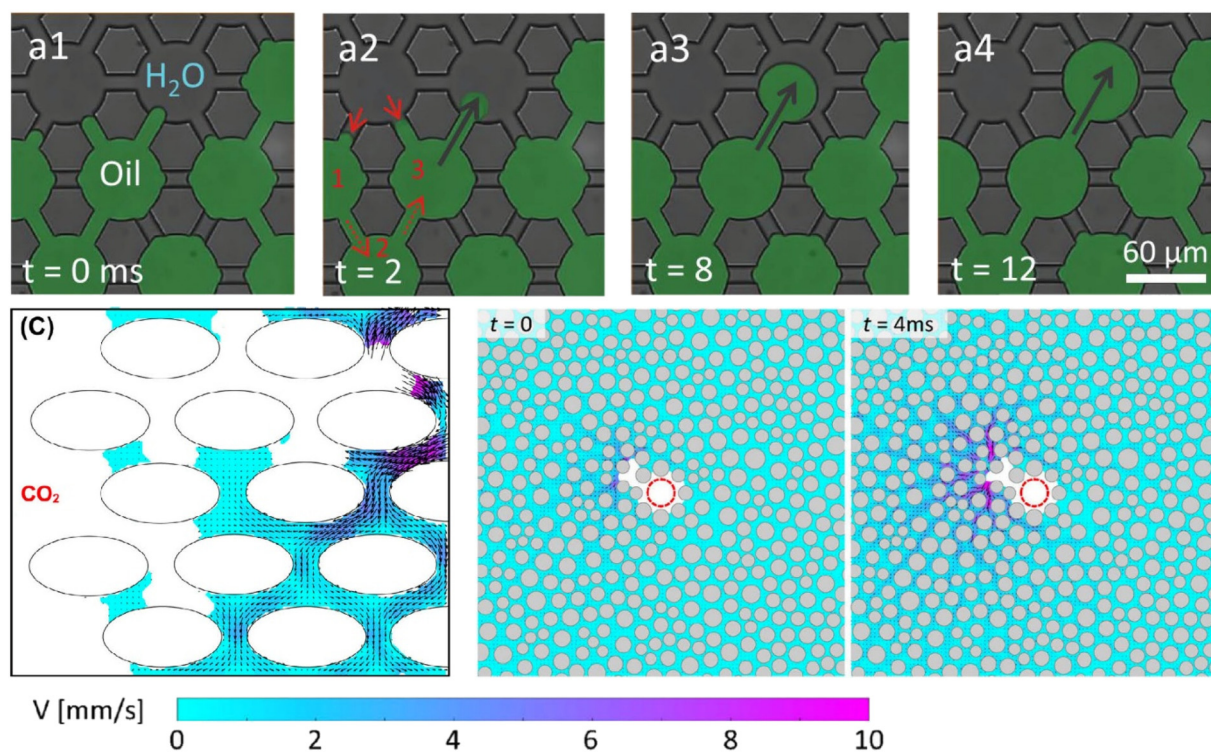 a1
H₂O
Oil
t = 0 ms
a2
1
3
2
t = 2
a3
t = 8
a4
t = 12
60 μm
(C)
CO₂
t = 0
t = 4ms
V [mm/s]
0 2 4 6 8 10